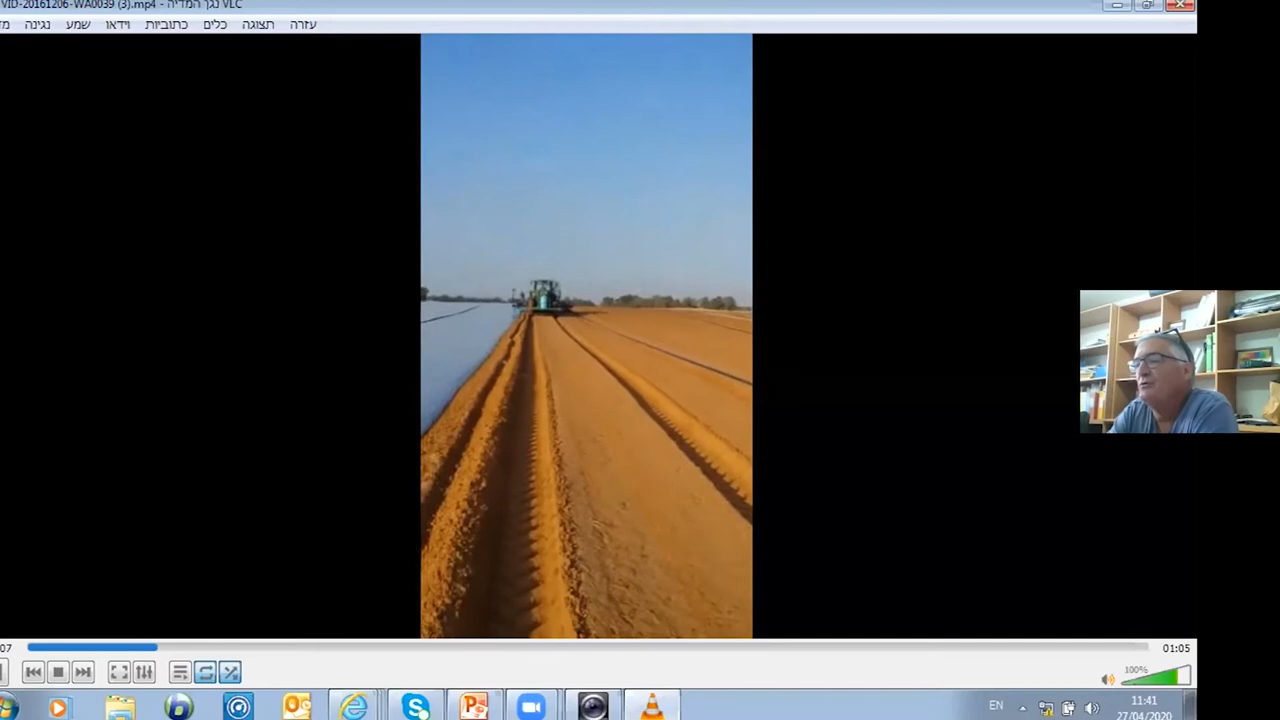 VID-20161206-WA0039 (3).mp4 - נגן המדיה VLC
נגינה שמע וידאו כתוביות כלים תצוגה עזרה
07
01:05
100%
EN
11:41
27/04/2020